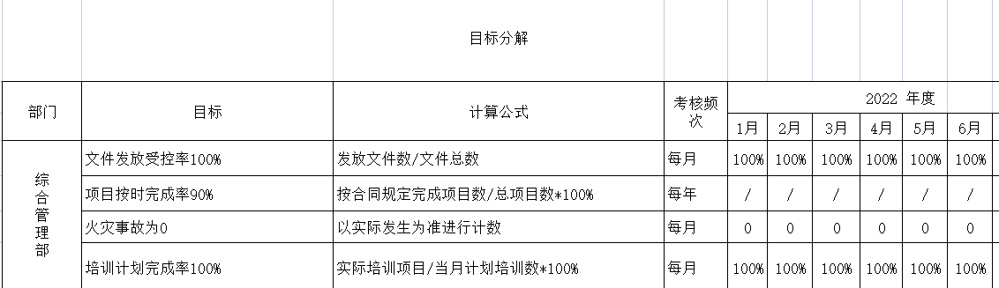 目标分解
部门 目标 计算公式 考核频次 2022 年度
1月 2月 3月 4月 5月 6月
综合管理部
文件发放受控率100% 发放文件数/文件总数 每月 100% 100% 100% 100% 100% 100%
项目按时完成率90% 按合同规定完成项目数/总项目数*100% 每年 / / / / / /
火灾事故为0 以实际发生为准进行计数 每月 0 0 0 0 0 0
培训计划完成率100% 实际培训项目/当月计划培训数*100% 每月 100% 100% 100% 100% 100% 100%